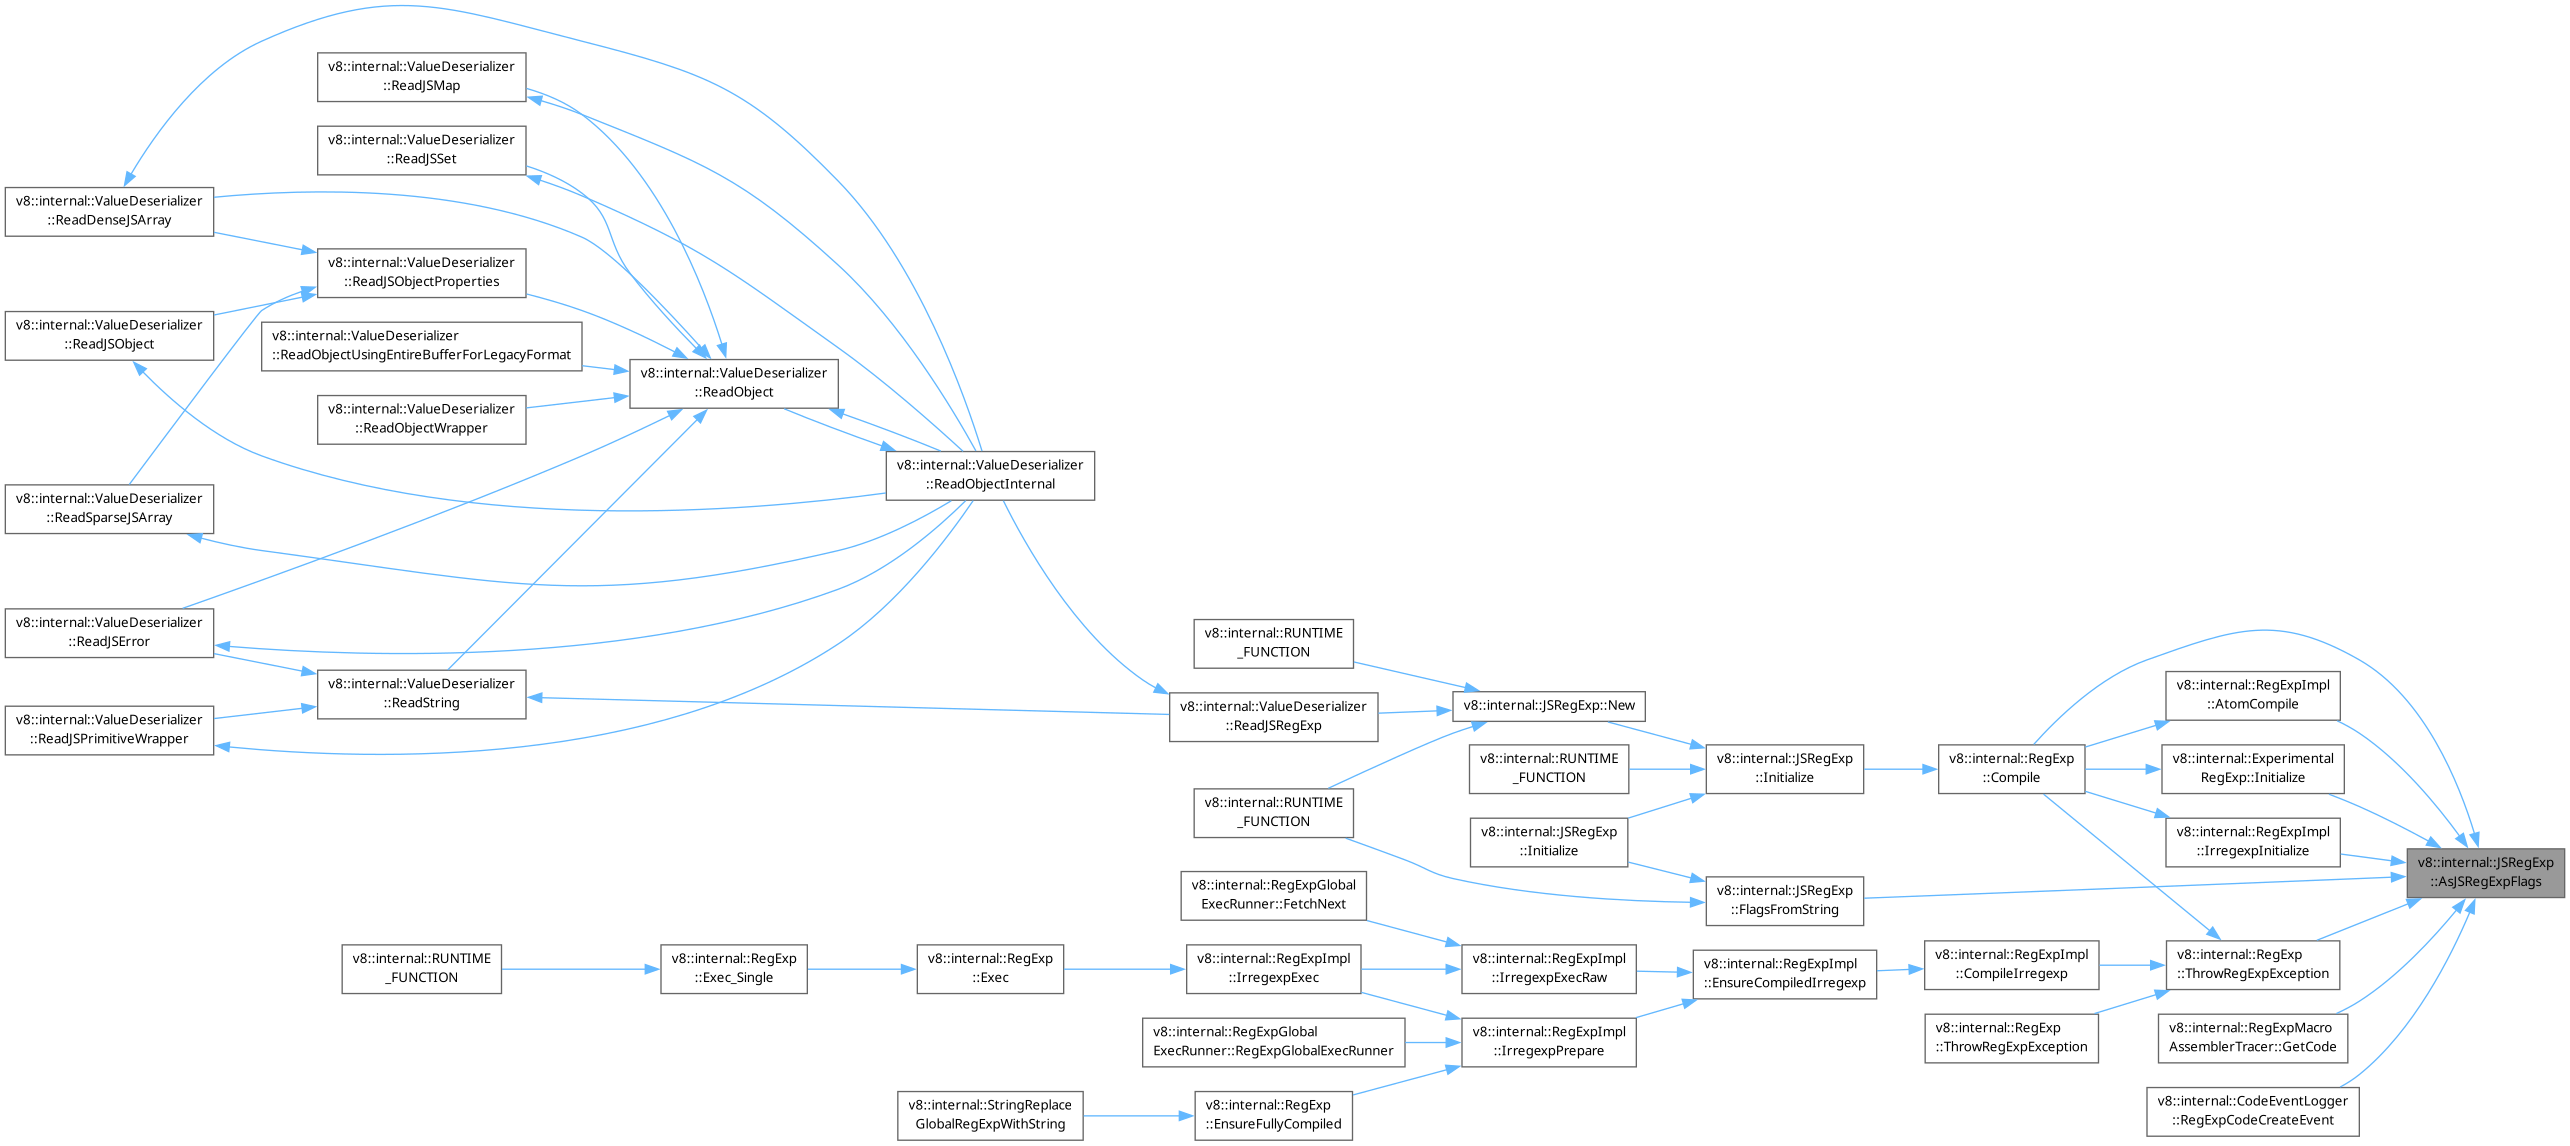 v8::internal::ValueDeserializer
::ReadJSMap
v8::internal::ValueDeserializer
::ReadJSSet
v8::internal::ValueDeserializer
::ReadDenseJSArray
v8::internal::ValueDeserializer
::ReadJSObjectProperties
v8::internal::ValueDeserializer
::ReadJSObject
v8::internal::ValueDeserializer
::ReadObjectUsingEntireBufferForLegacyFormat
v8::internal::ValueDeserializer
::ReadObject
v8::internal::ValueDeserializer
::ReadObjectWrapper
v8::internal::ValueDeserializer
::ReadObjectInternal
v8::internal::ValueDeserializer
::ReadSparseJSArray
v8::internal::ValueDeserializer
::ReadJSError
v8::internal::ValueDeserializer
::ReadString
v8::internal::ValueDeserializer
::ReadJSPrimitiveWrapper
v8::internal::RUNTIME
_FUNCTION
v8::internal::ValueDeserializer
::ReadJSRegExp
v8::internal::JSRegExp::New
v8::internal::RUNTIME
_FUNCTION
v8::internal::JSRegExp
::Initialize
v8::internal::RegExp
::Compile
v8::internal::RegExpImpl
::AtomCompile
v8::internal::Experimental
RegExp::Initialize
v8::internal::RUNTIME
_FUNCTION
v8::internal::JSRegExp
::Initialize
v8::internal::RegExpImpl
::IrregexpInitialize
v8::internal::JSRegExp
::AsJSRegExpFlags
v8::internal::RegExpGlobal
ExecRunner::FetchNext
v8::internal::JSRegExp
::FlagsFromString
v8::internal::RUNTIME
_FUNCTION
v8::internal::RegExp
::Exec_Single
v8::internal::RegExp
::Exec
v8::internal::RegExpImpl
::IrregexpExec
v8::internal::RegExpImpl
::IrregexpExecRaw
v8::internal::RegExpImpl
::EnsureCompiledIrregexp
v8::internal::RegExpImpl
::CompileIrregexp
v8::internal::RegExp
::ThrowRegExpException
v8::internal::RegExpGlobal
ExecRunner::RegExpGlobalExecRunner
v8::internal::RegExpImpl
::IrregexpPrepare
v8::internal::RegExp
::ThrowRegExpException
v8::internal::RegExpMacro
AssemblerTracer::GetCode
v8::internal::StringReplace
GlobalRegExpWithString
v8::internal::RegExp
::EnsureFullyCompiled
v8::internal::CodeEventLogger
::RegExpCodeCreateEvent